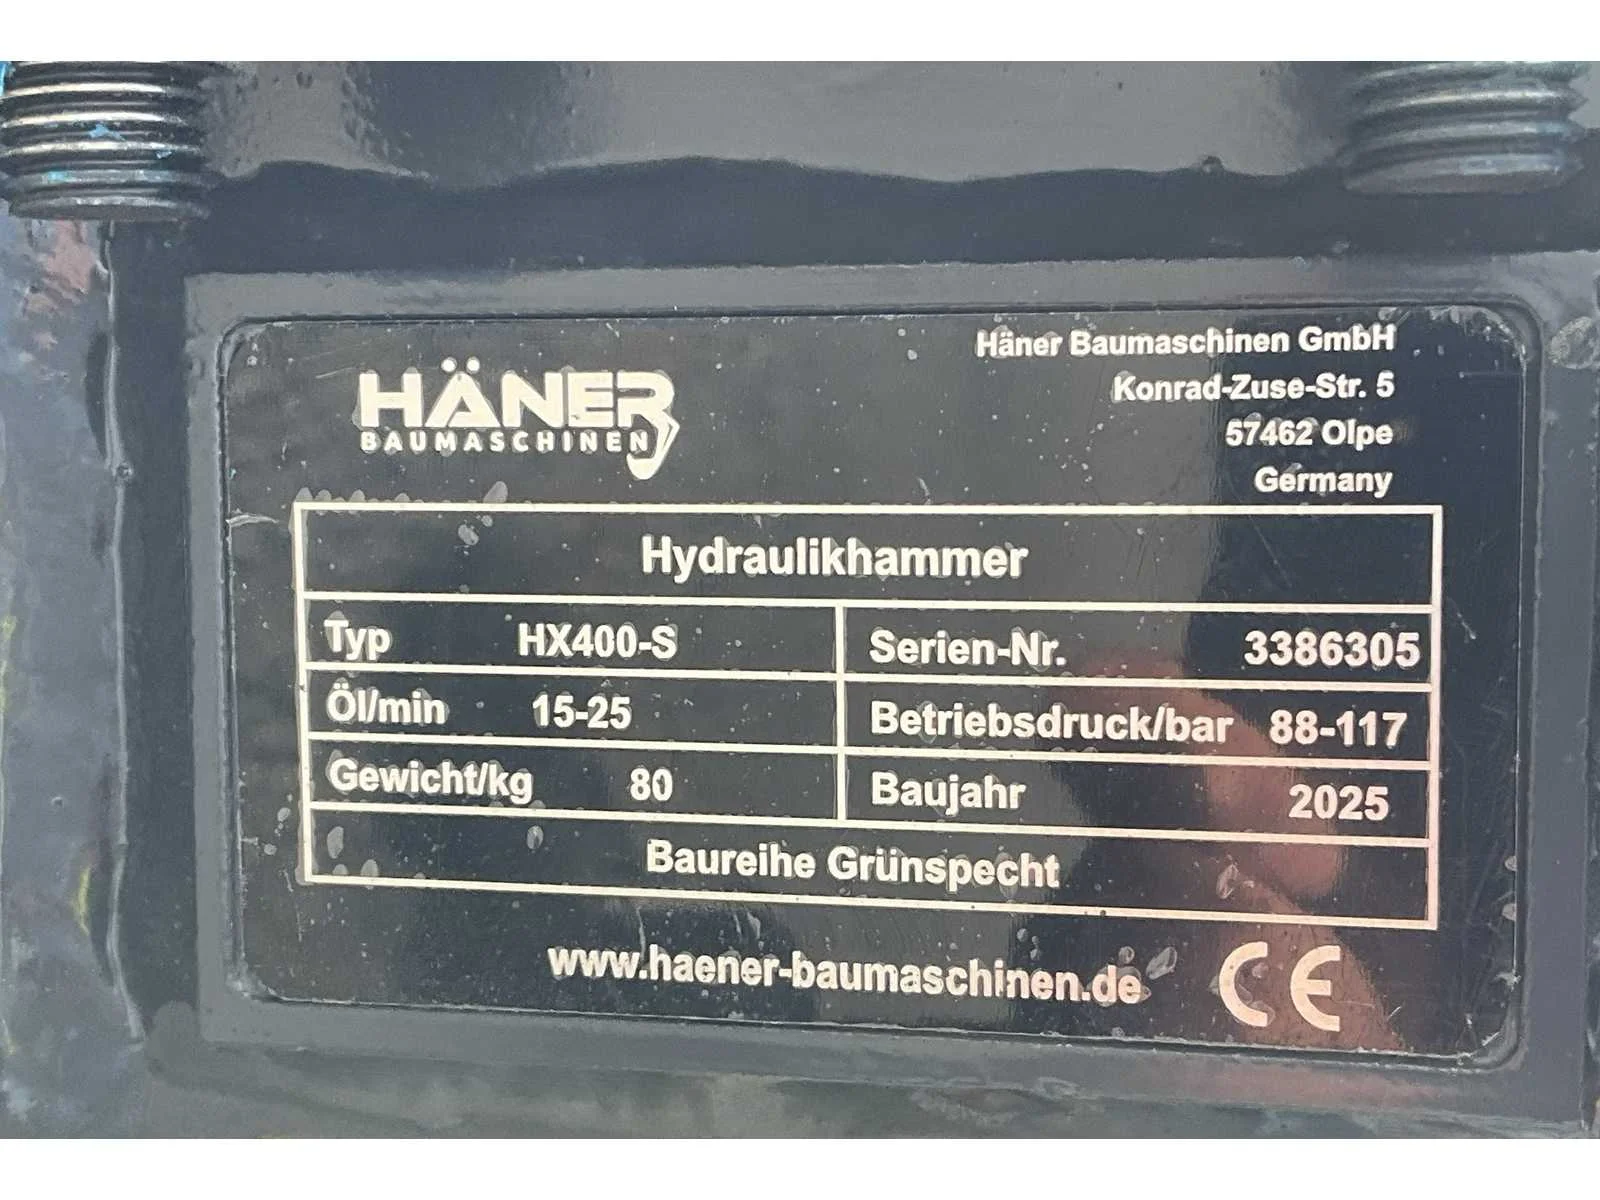 HÄNER
BAUMASCHINEN
Häner Baumaschinen GmbH
Konrad-Zuse-Str. 5
57462 Olpe
Germany
Hydraulikhammer
Typ HX400-S Serien-Nr. 3386305
Öl/min 15-25 Betriebsdruck/bar 88-117
Gewicht/kg 80 Baujahr 2025
Baureihe Grünspecht
www.haener-baumaschinen.de CE